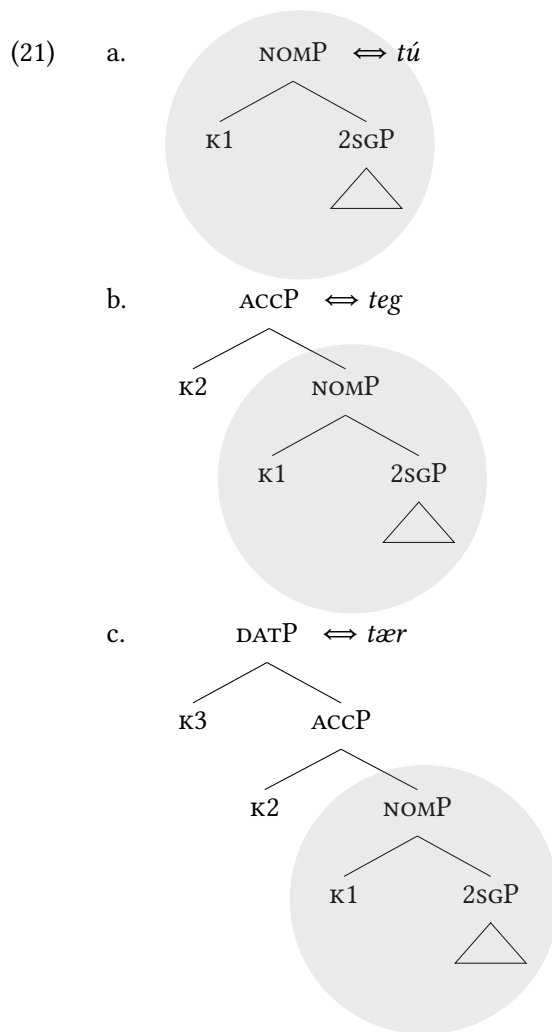 (21) a. NOMP ⇔ tú
K1 2SGP
b. ACCP ⇔ teg
K2 NOMP
K1 2SGP
c. DATP ⇔ tær
K3 ACCP
K2 NOMP
K1 2SGP